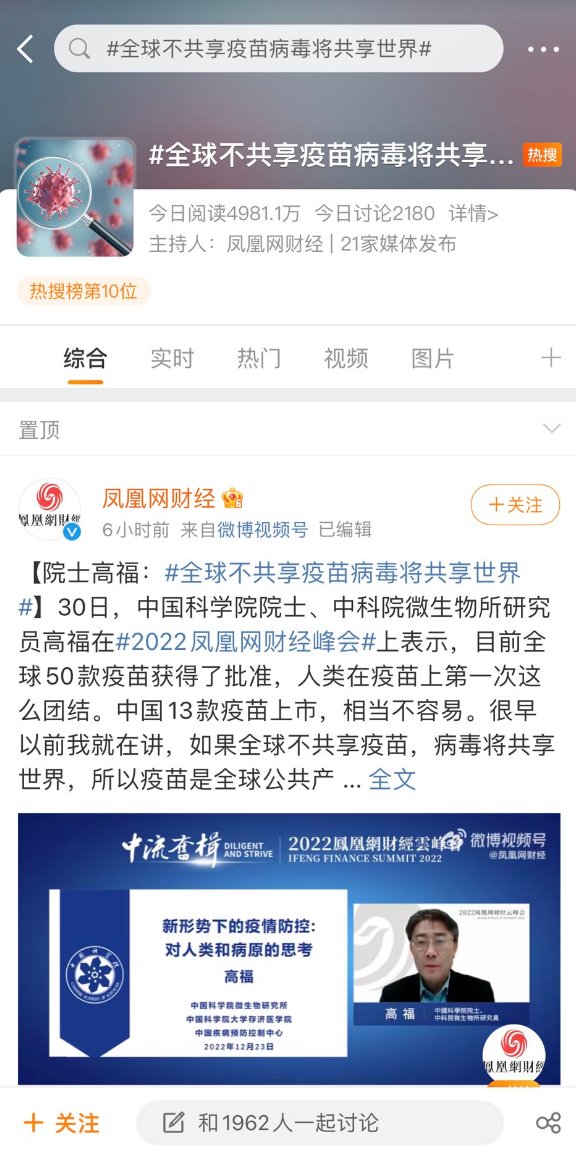 #全球不共享疫苗病毒将共享世界#
#全球不共享疫苗病毒将共享... 热搜
今日阅读4981.1万 今日讨论2180 详情>
主持人：凤凰网财经 | 21家媒体发布
热搜榜第10位
综合 实时 热门 视频 图片
置顶
凤凰网财经
+关注
6小时前 来自微博视频号 已编辑
【院士高福：#全球不共享疫苗病毒将共享世界
#】30日，中国科学院院士、中科院微生物所研究
员高福在#2022凤凰网财经峰会#上表示，目前全
球50款疫苗获得了批准，人类在疫苗上第一次这
么团结。中国13款疫苗上市，相当不容易。很早
以前我就在讲，如果全球不共享疫苗，病毒将共享
世界，所以疫苗是全球公共产 ... 全文
中流奋楫 DILIGENT AND STRIVE
2022鳳凰網財經雲峰會
IFENG FINANCE SUMMIT 2022
微博视频号
@凤凰网财经
新形势下的疫情防控：
对人类和病原的思考
高福
中国科学院微生物研究所
中国科学院大学存济医学院
中国疾病预防控制中心
2022年12月23日
2022凤凰网财经云峰会
高福
中國科學院院士、
中科院微生物所研究員
鳳凰網財經
+ 关注
和1962人一起讨论